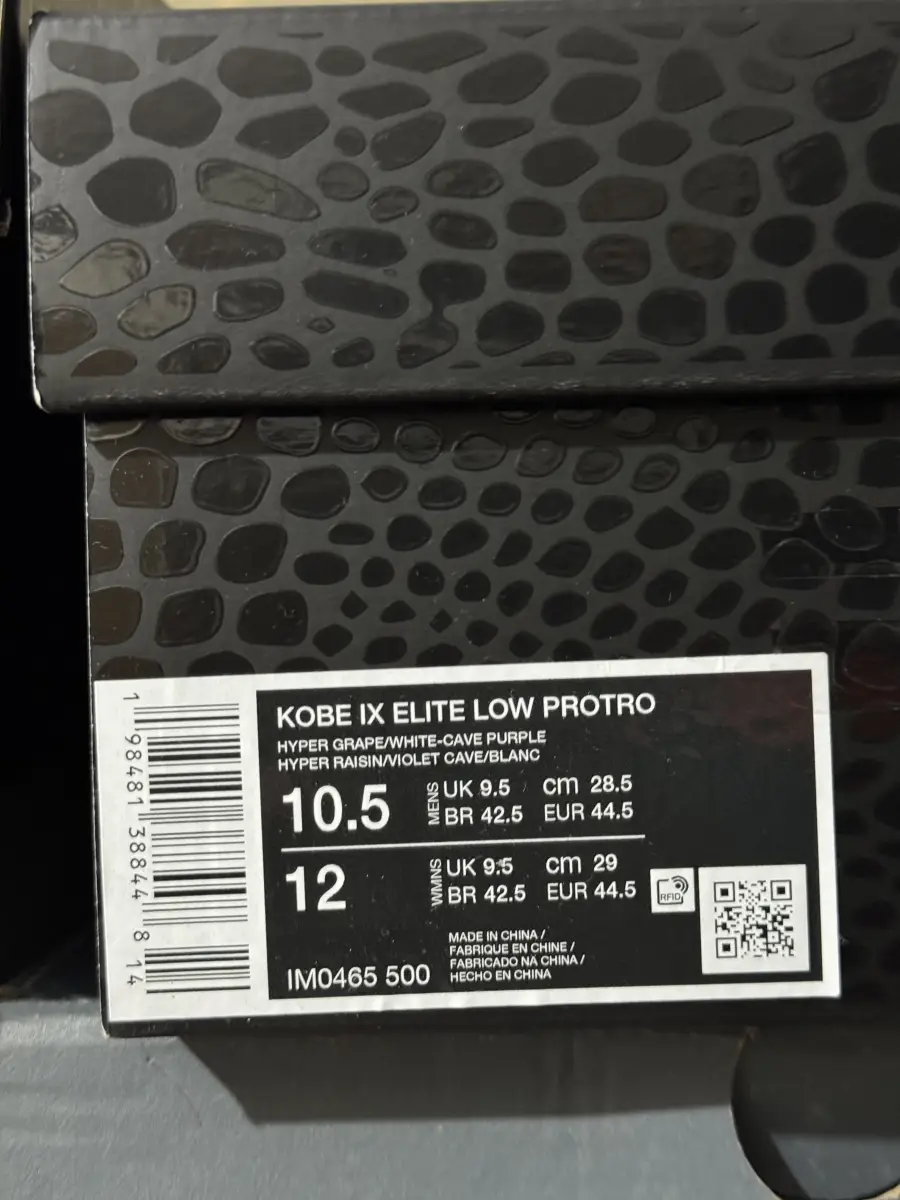 KOBE IX ELITE LOW PROTRO
HYPER GRAPE/WHITE-CAVE PURPLE
HYPER RAISIN/VIOLET CAVE/BLANC
10.5 MENS UK 9.5 cm 28.5
BR 42.5 EUR 44.5
12 WMNS UK 9.5 cm 29
BR 42.5 EUR 44.5
RFID
MADE IN CHINA /
FABRIQUE EN CHINE /
FABRICADO NA CHINA /
HECHO EN CHINA
IM0465 500
1 98481 38844 8 14